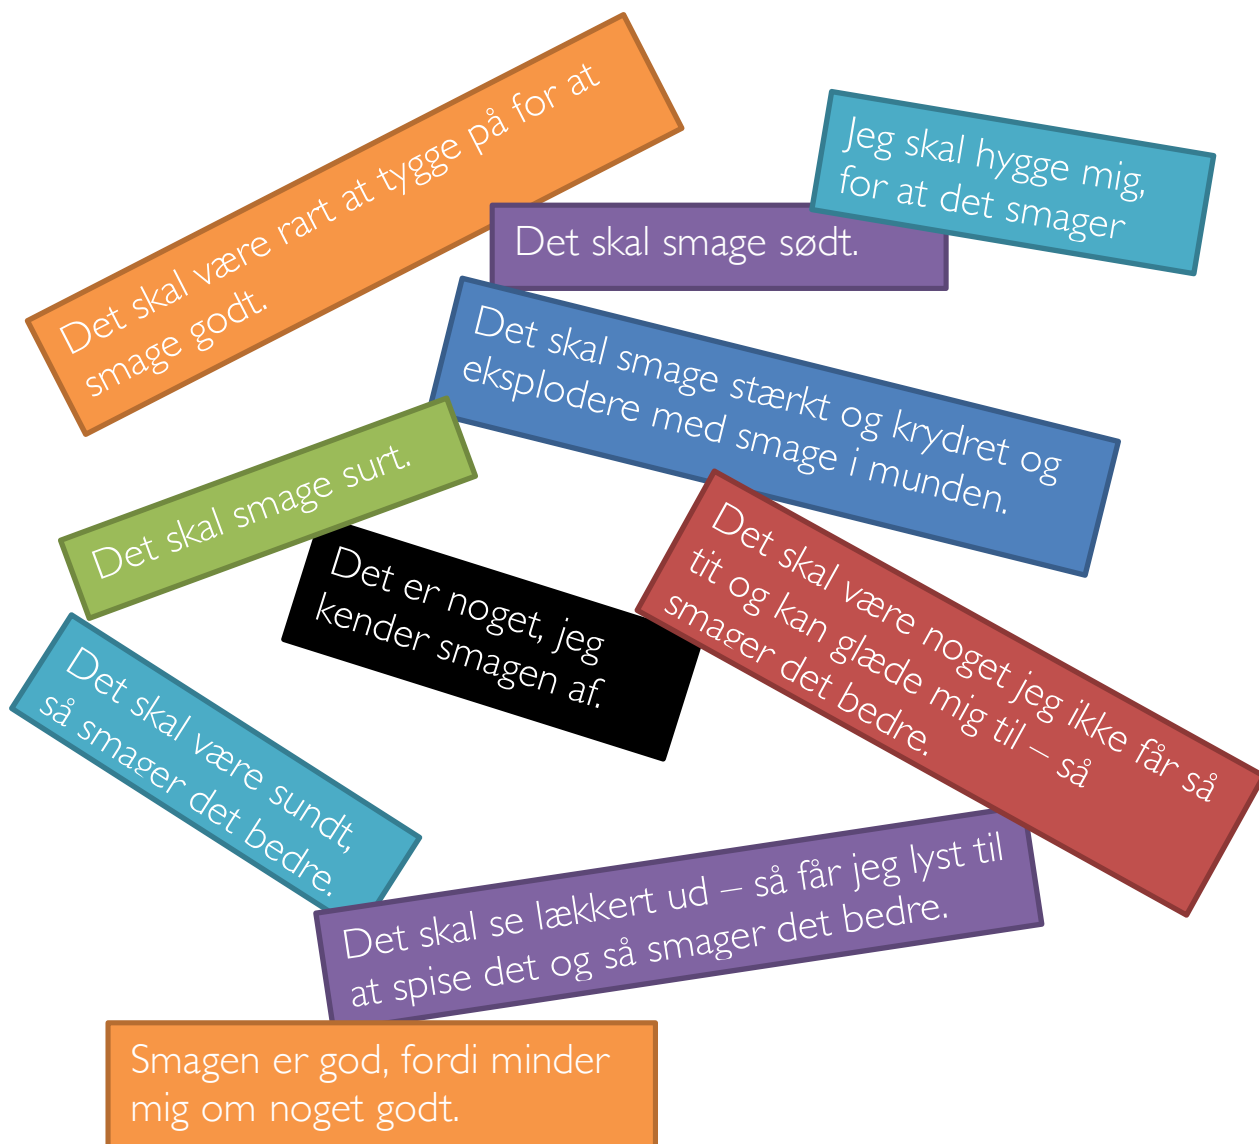 Det skal være rart at tygge på for at
smage godt.
Jeg skal hygge mig,
for at det smager
Det skal smage sødt.
Det skal smage stærkt og krydret og
eksplodere med smage i munden.
Det skal smage surt.
Det er noget, jeg
kender smagen af.
Det skal være noget jeg ikke får så
tit og kan glæde mig til – så
smager det bedre.
Det skal være sundt,
så smager det bedre.
Det skal se lækkert ud – så får jeg lyst til
at spise det og så smager det bedre.
Smagen er god, fordi minder
mig om noget godt.